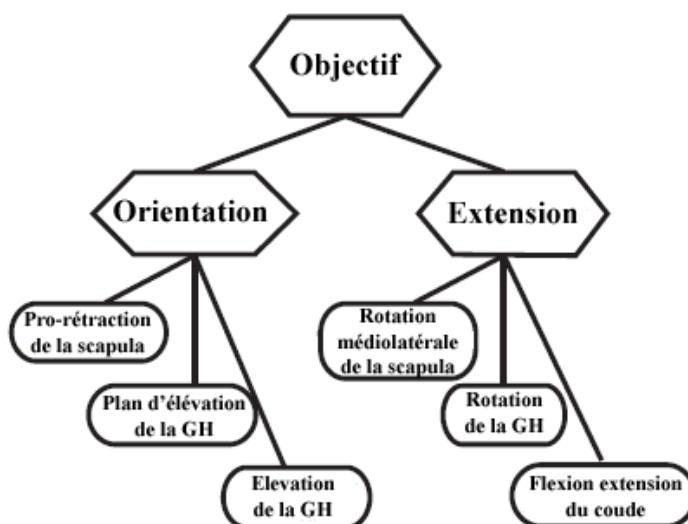 Objectif
Orientation
Extension
Pro-rétraction
de la scapula
Plan d'élévation
de la GH
Elevation
de la GH
Rotation
médiolatérale
de la scapula
Rotation
de la GH
Flexion extension
du coude